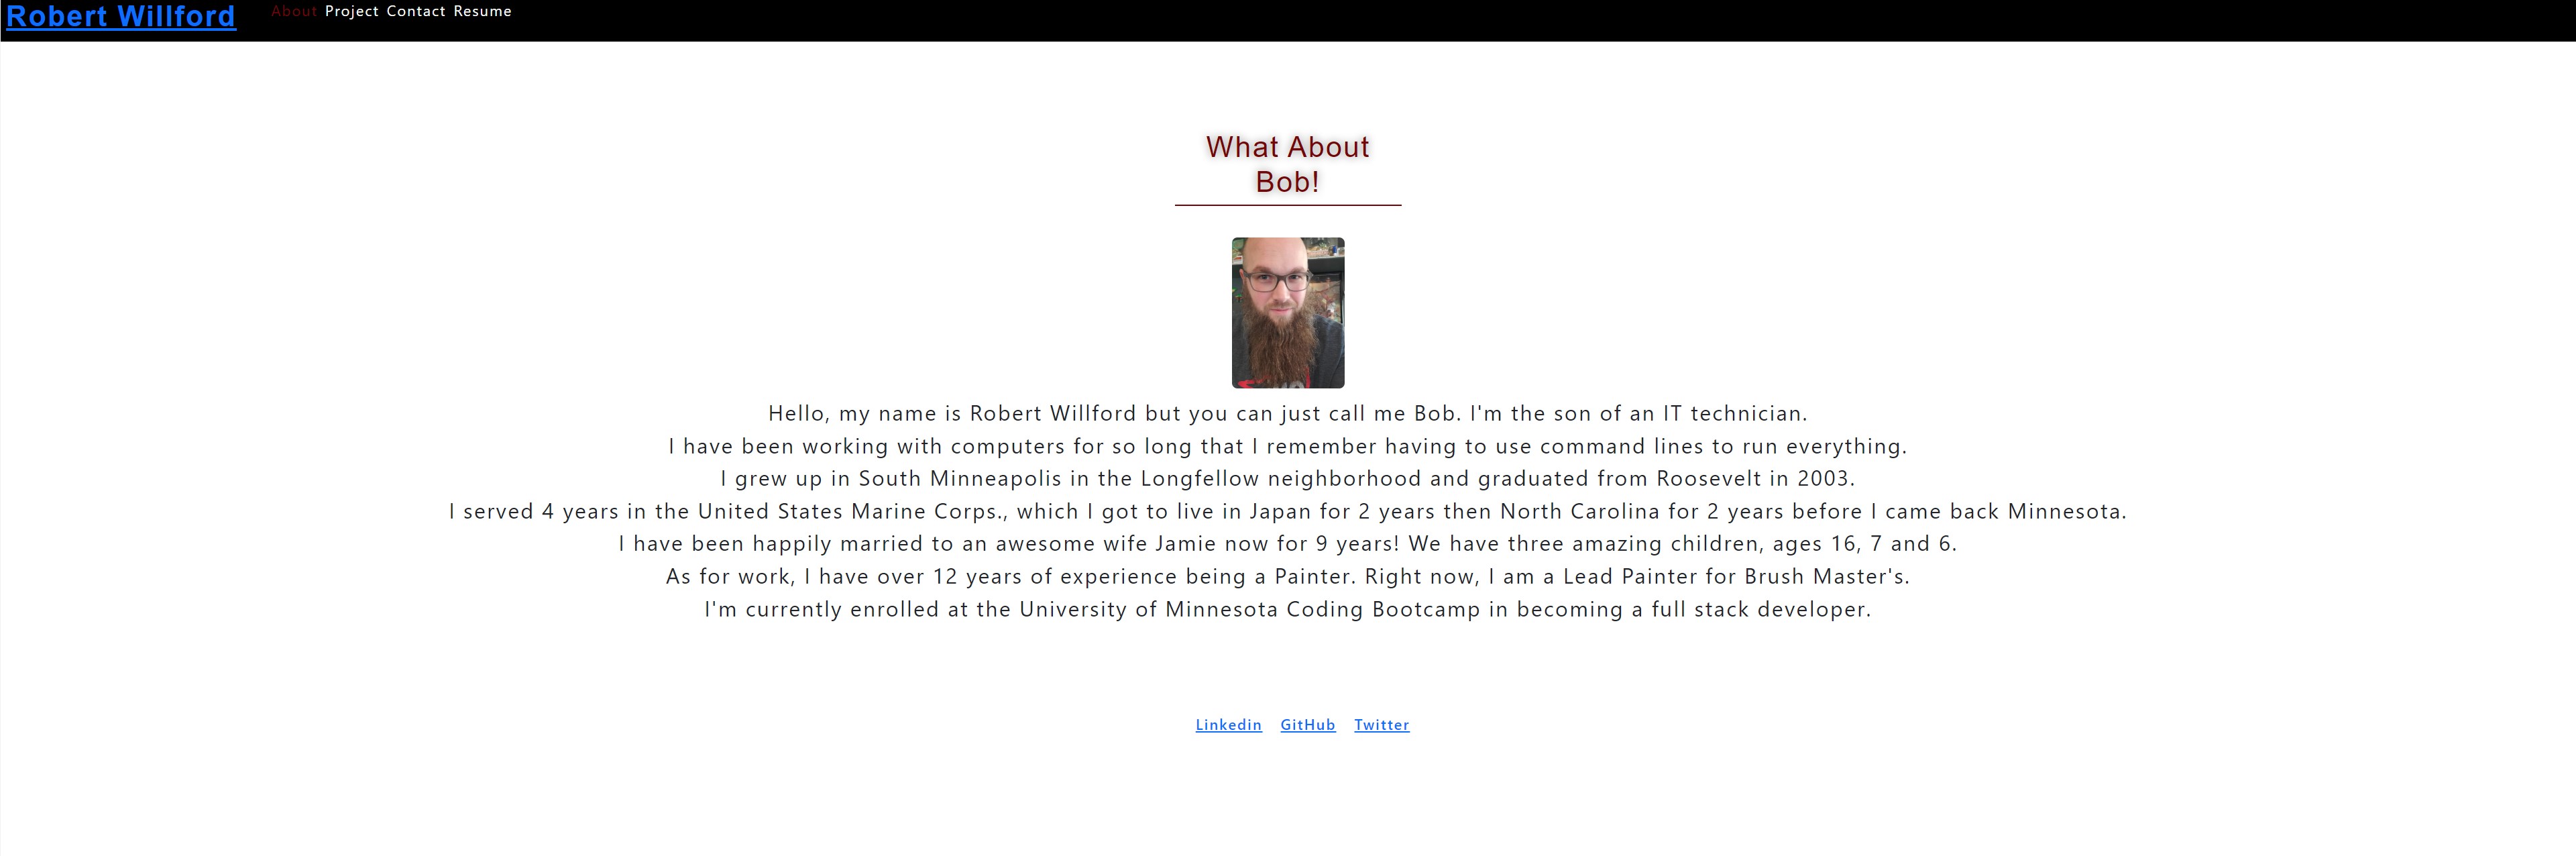 Robert Willford
About Project Contact Resume
What About
Bob!
Hello, my name is Robert Willford but you can just call me Bob. I'm the son of an IT technician.
I have been working with computers for so long that I remember having to use command lines to run everything.
I grew up in South Minneapolis in the Longfellow neighborhood and graduated from Roosevelt in 2003.
I served 4 years in the United States Marine Corps., which I got to live in Japan for 2 years then North Carolina for 2 years before I came back Minnesota.
I have been happily married to an awesome wife Jamie now for 9 years! We have three amazing children, ages 16, 7 and 6.
As for work, I have over 12 years of experience being a Painter. Right now, I am a Lead Painter for Brush Master's.
I'm currently enrolled at the University of Minnesota Coding Bootcamp in becoming a full stack developer.
Linkedin GitHub Twitter